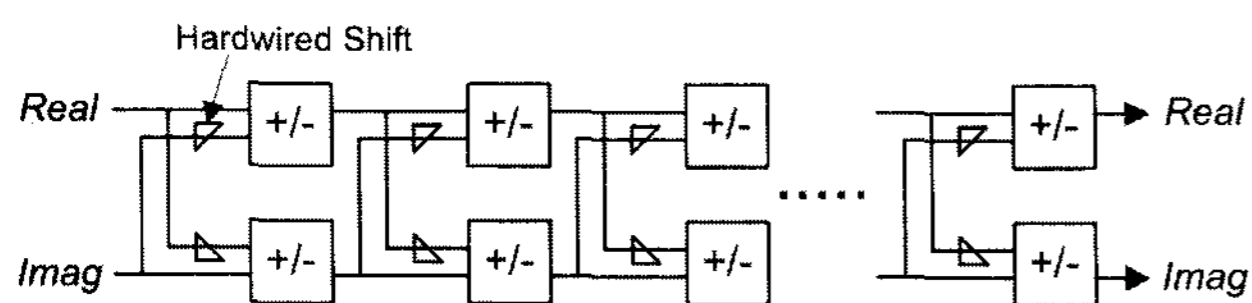 Hardwired Shift
Real +/- +/- +/- +/- Real
Imag +/- +/- +/- +/- Imag